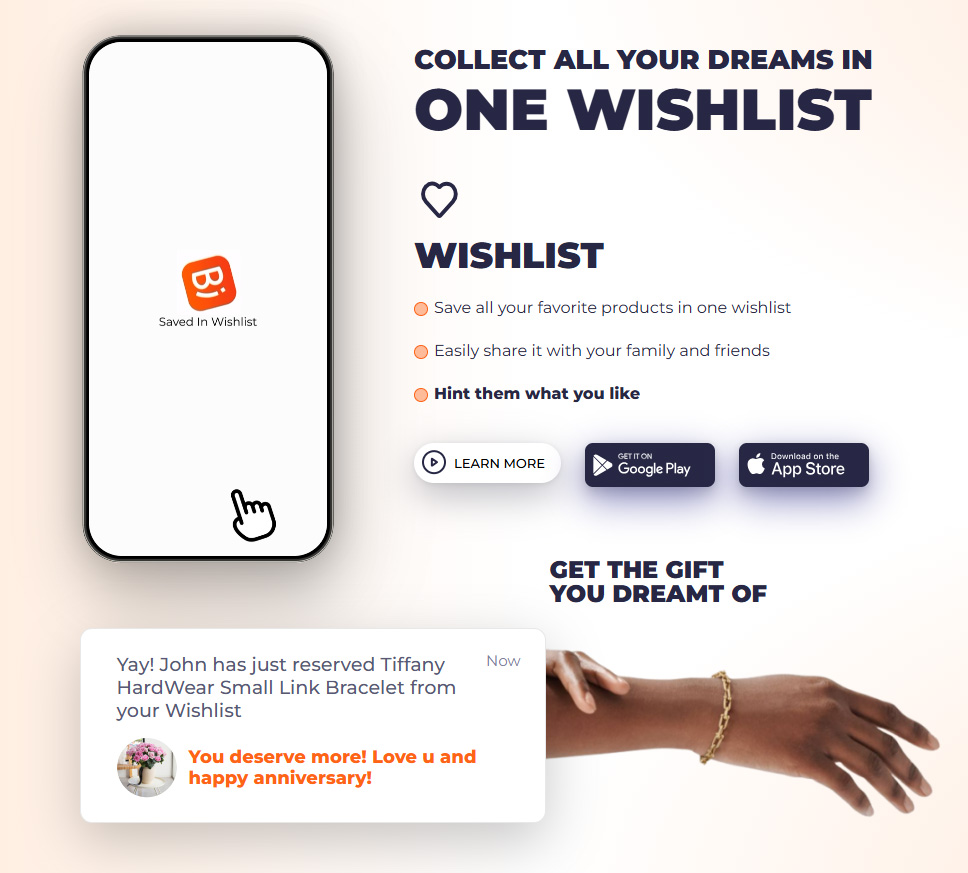 COLLECT ALL YOUR DREAMS IN
ONE WISHLIST
WISHLIST
Save all your favorite products in one wishlist
Easily share it with your family and friends
Hint them what you like
LEARN MORE
GET IT ON
Google Play
Download on the
App Store
Bi
Saved In Wishlist
GET THE GIFT
YOU DREAMT OF
Yay! John has just reserved Tiffany
HardWear Small Link Bracelet from
your Wishlist
Now
You deserve more! Love u and
happy anniversary!